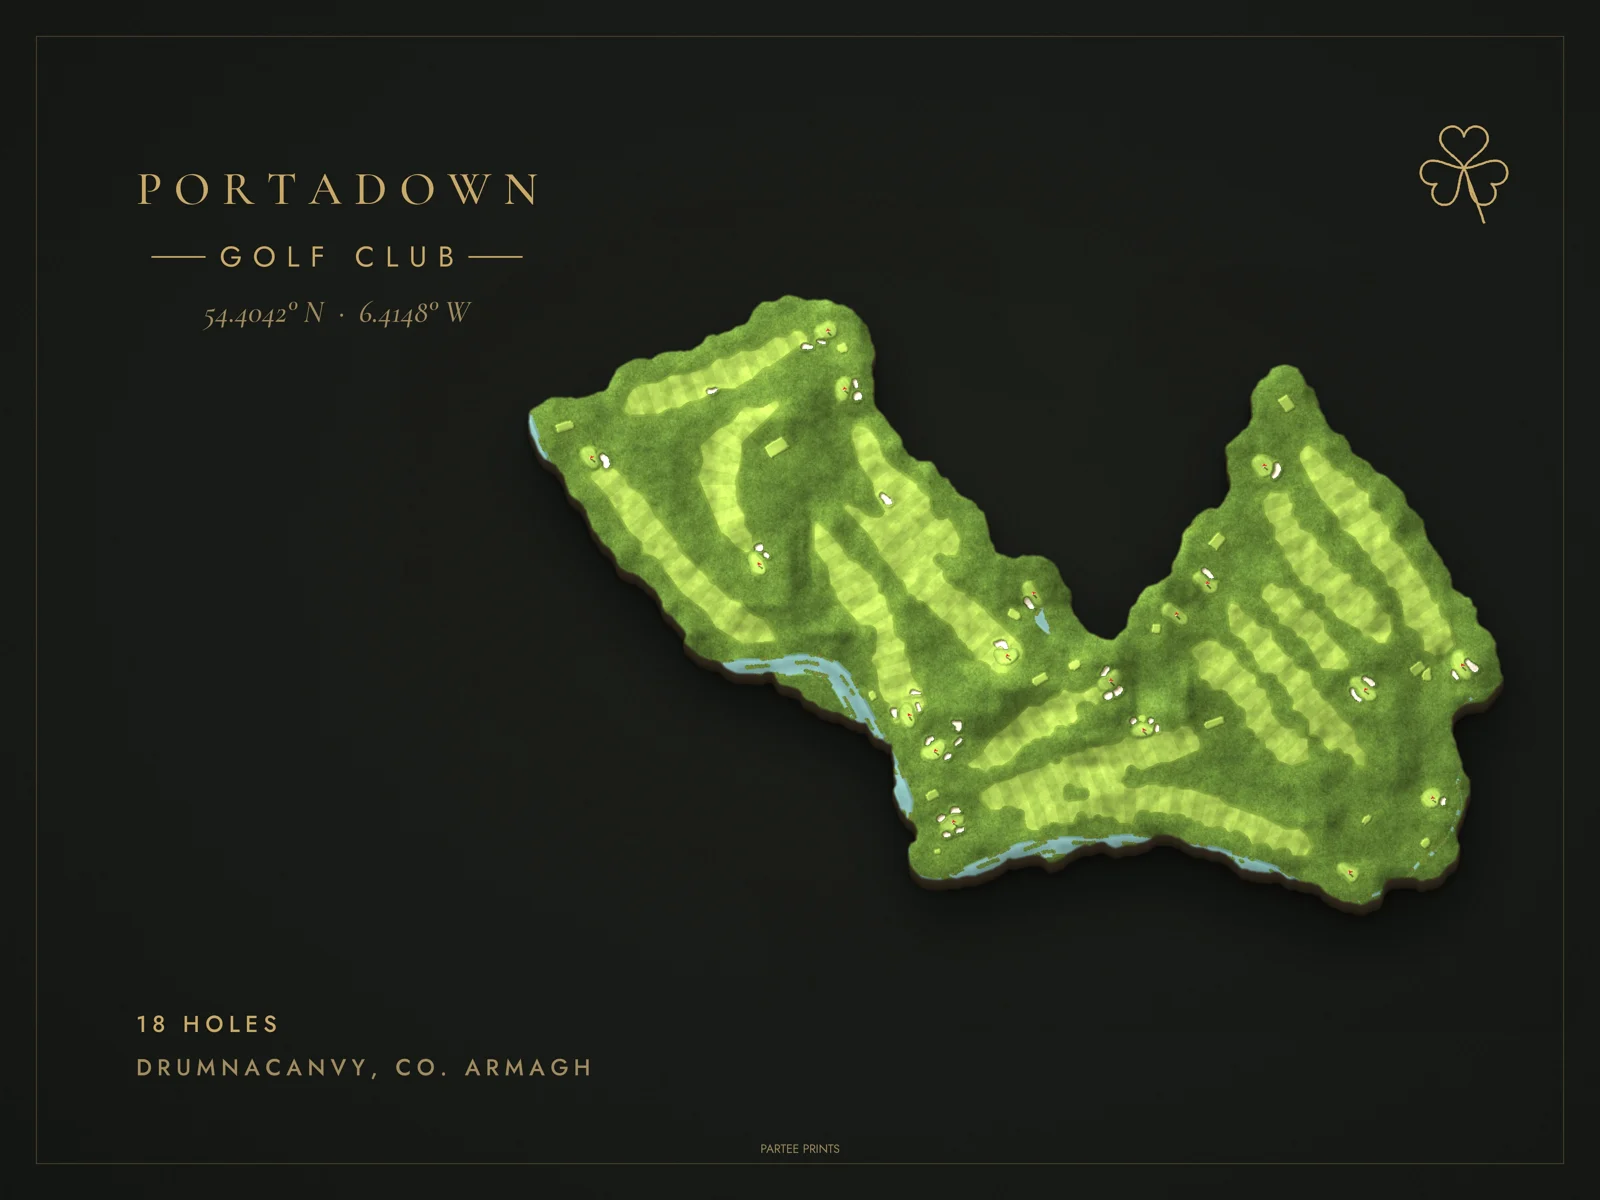 PORTADOWN
GOLF CLUB
54.4042° N · 6.4148° W
18 HOLES
DRUMNACANVY, CO. ARMAGH
PARTEE PRINTS